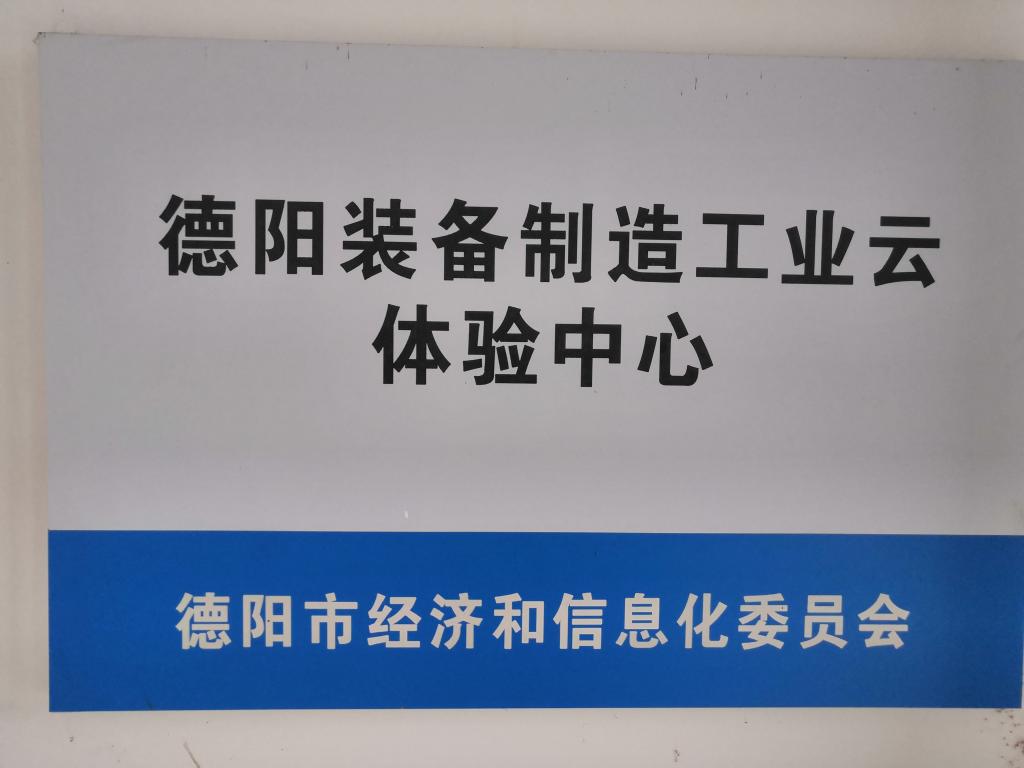 德阳装备制造工业云
体验中心
德阳市经济和信息化委员会